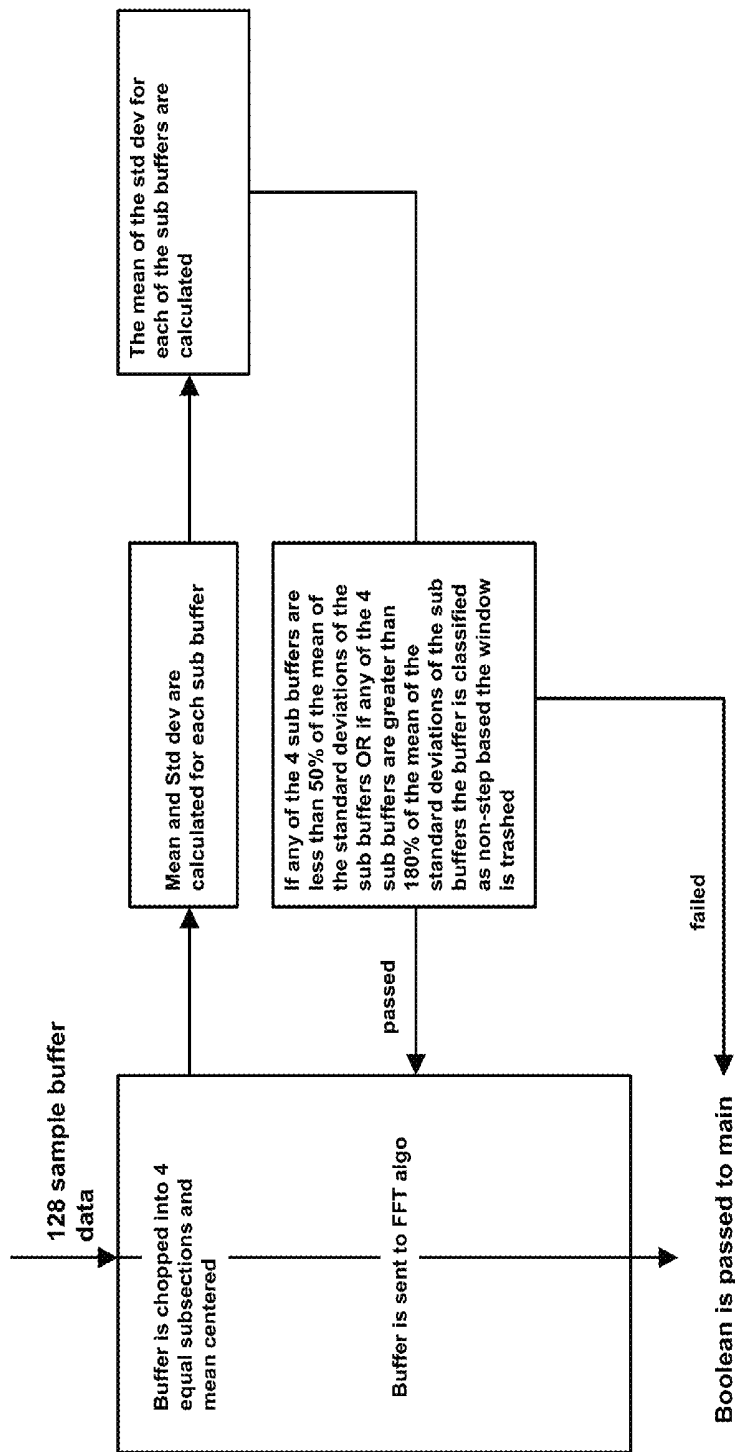 128 sample buffer
data
Buffer is chopped into 4
equal subsections and
mean centered
Buffer is sent to FFT algo
Mean and Std dev are
calculated for each sub buffer
The mean of the std dev for
each of the sub buffers are
calculated
If any of the 4 sub buffers are
less than 50% of the mean of
the standard deviations of the
sub buffers OR if any of the 4
sub buffers are greater than
180% of the mean of the
standard deviations of the sub
buffers the buffer is classified
as non-step based the window
is trashed
passed
failed
Boolean is passed to main